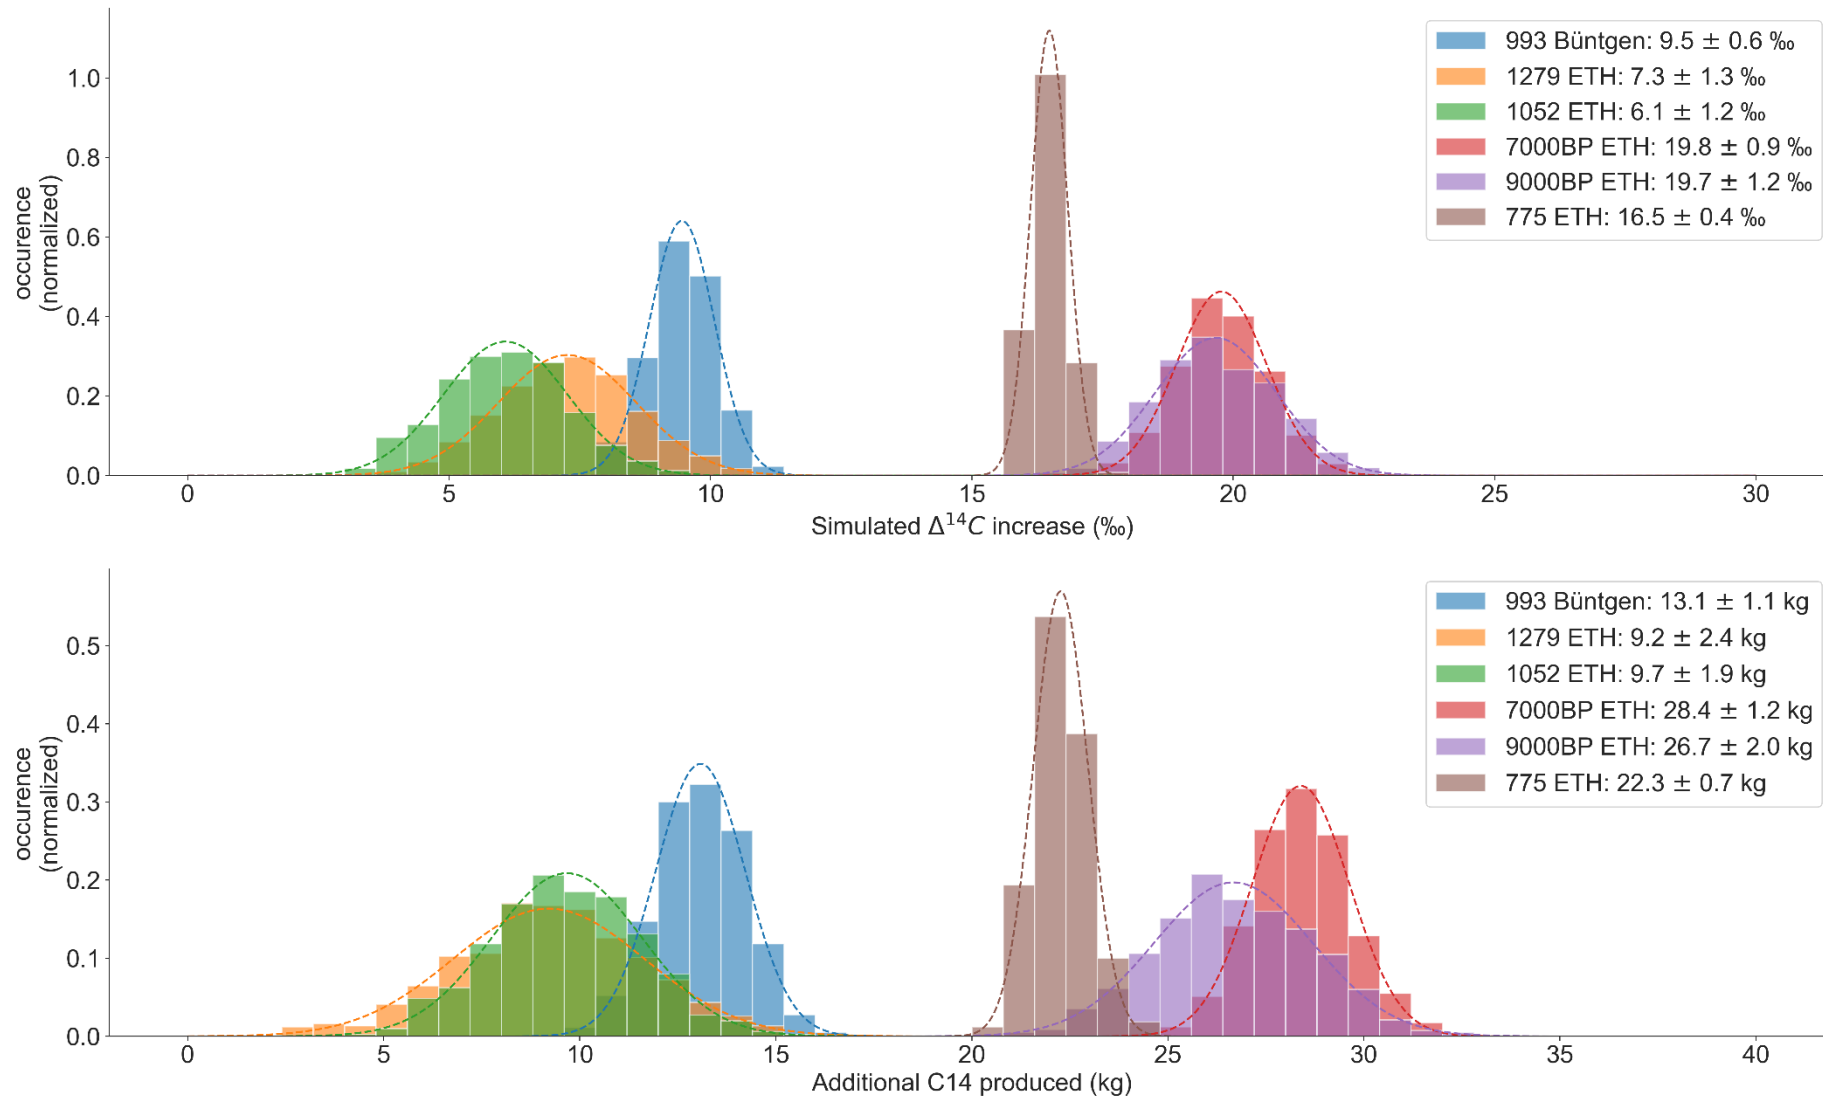 occurence
(normalized)
1.0
0.8
0.6
0.4
0.2
0.0
993 Büntgen: 9.5 ± 0.6 ‰
1279 ETH: 7.3 ± 1.3 ‰
1052 ETH: 6.1 ± 1.2 ‰
7000BP ETH: 19.8 ± 0.9 ‰
9000BP ETH: 19.7 ± 1.2 ‰
775 ETH: 16.5 ± 0.4 ‰
0 5 10 15 20 25 30
Simulated Δ¹⁴C increase (‰)
occurence
(normalized)
0.5
0.4
0.3
0.2
0.1
0.0
993 Büntgen: 13.1 ± 1.1 kg
1279 ETH: 9.2 ± 2.4 kg
1052 ETH: 9.7 ± 1.9 kg
7000BP ETH: 28.4 ± 1.2 kg
9000BP ETH: 26.7 ± 2.0 kg
775 ETH: 22.3 ± 0.7 kg
0 5 10 15 20 25 30 35 40
Additional C14 produced (kg)